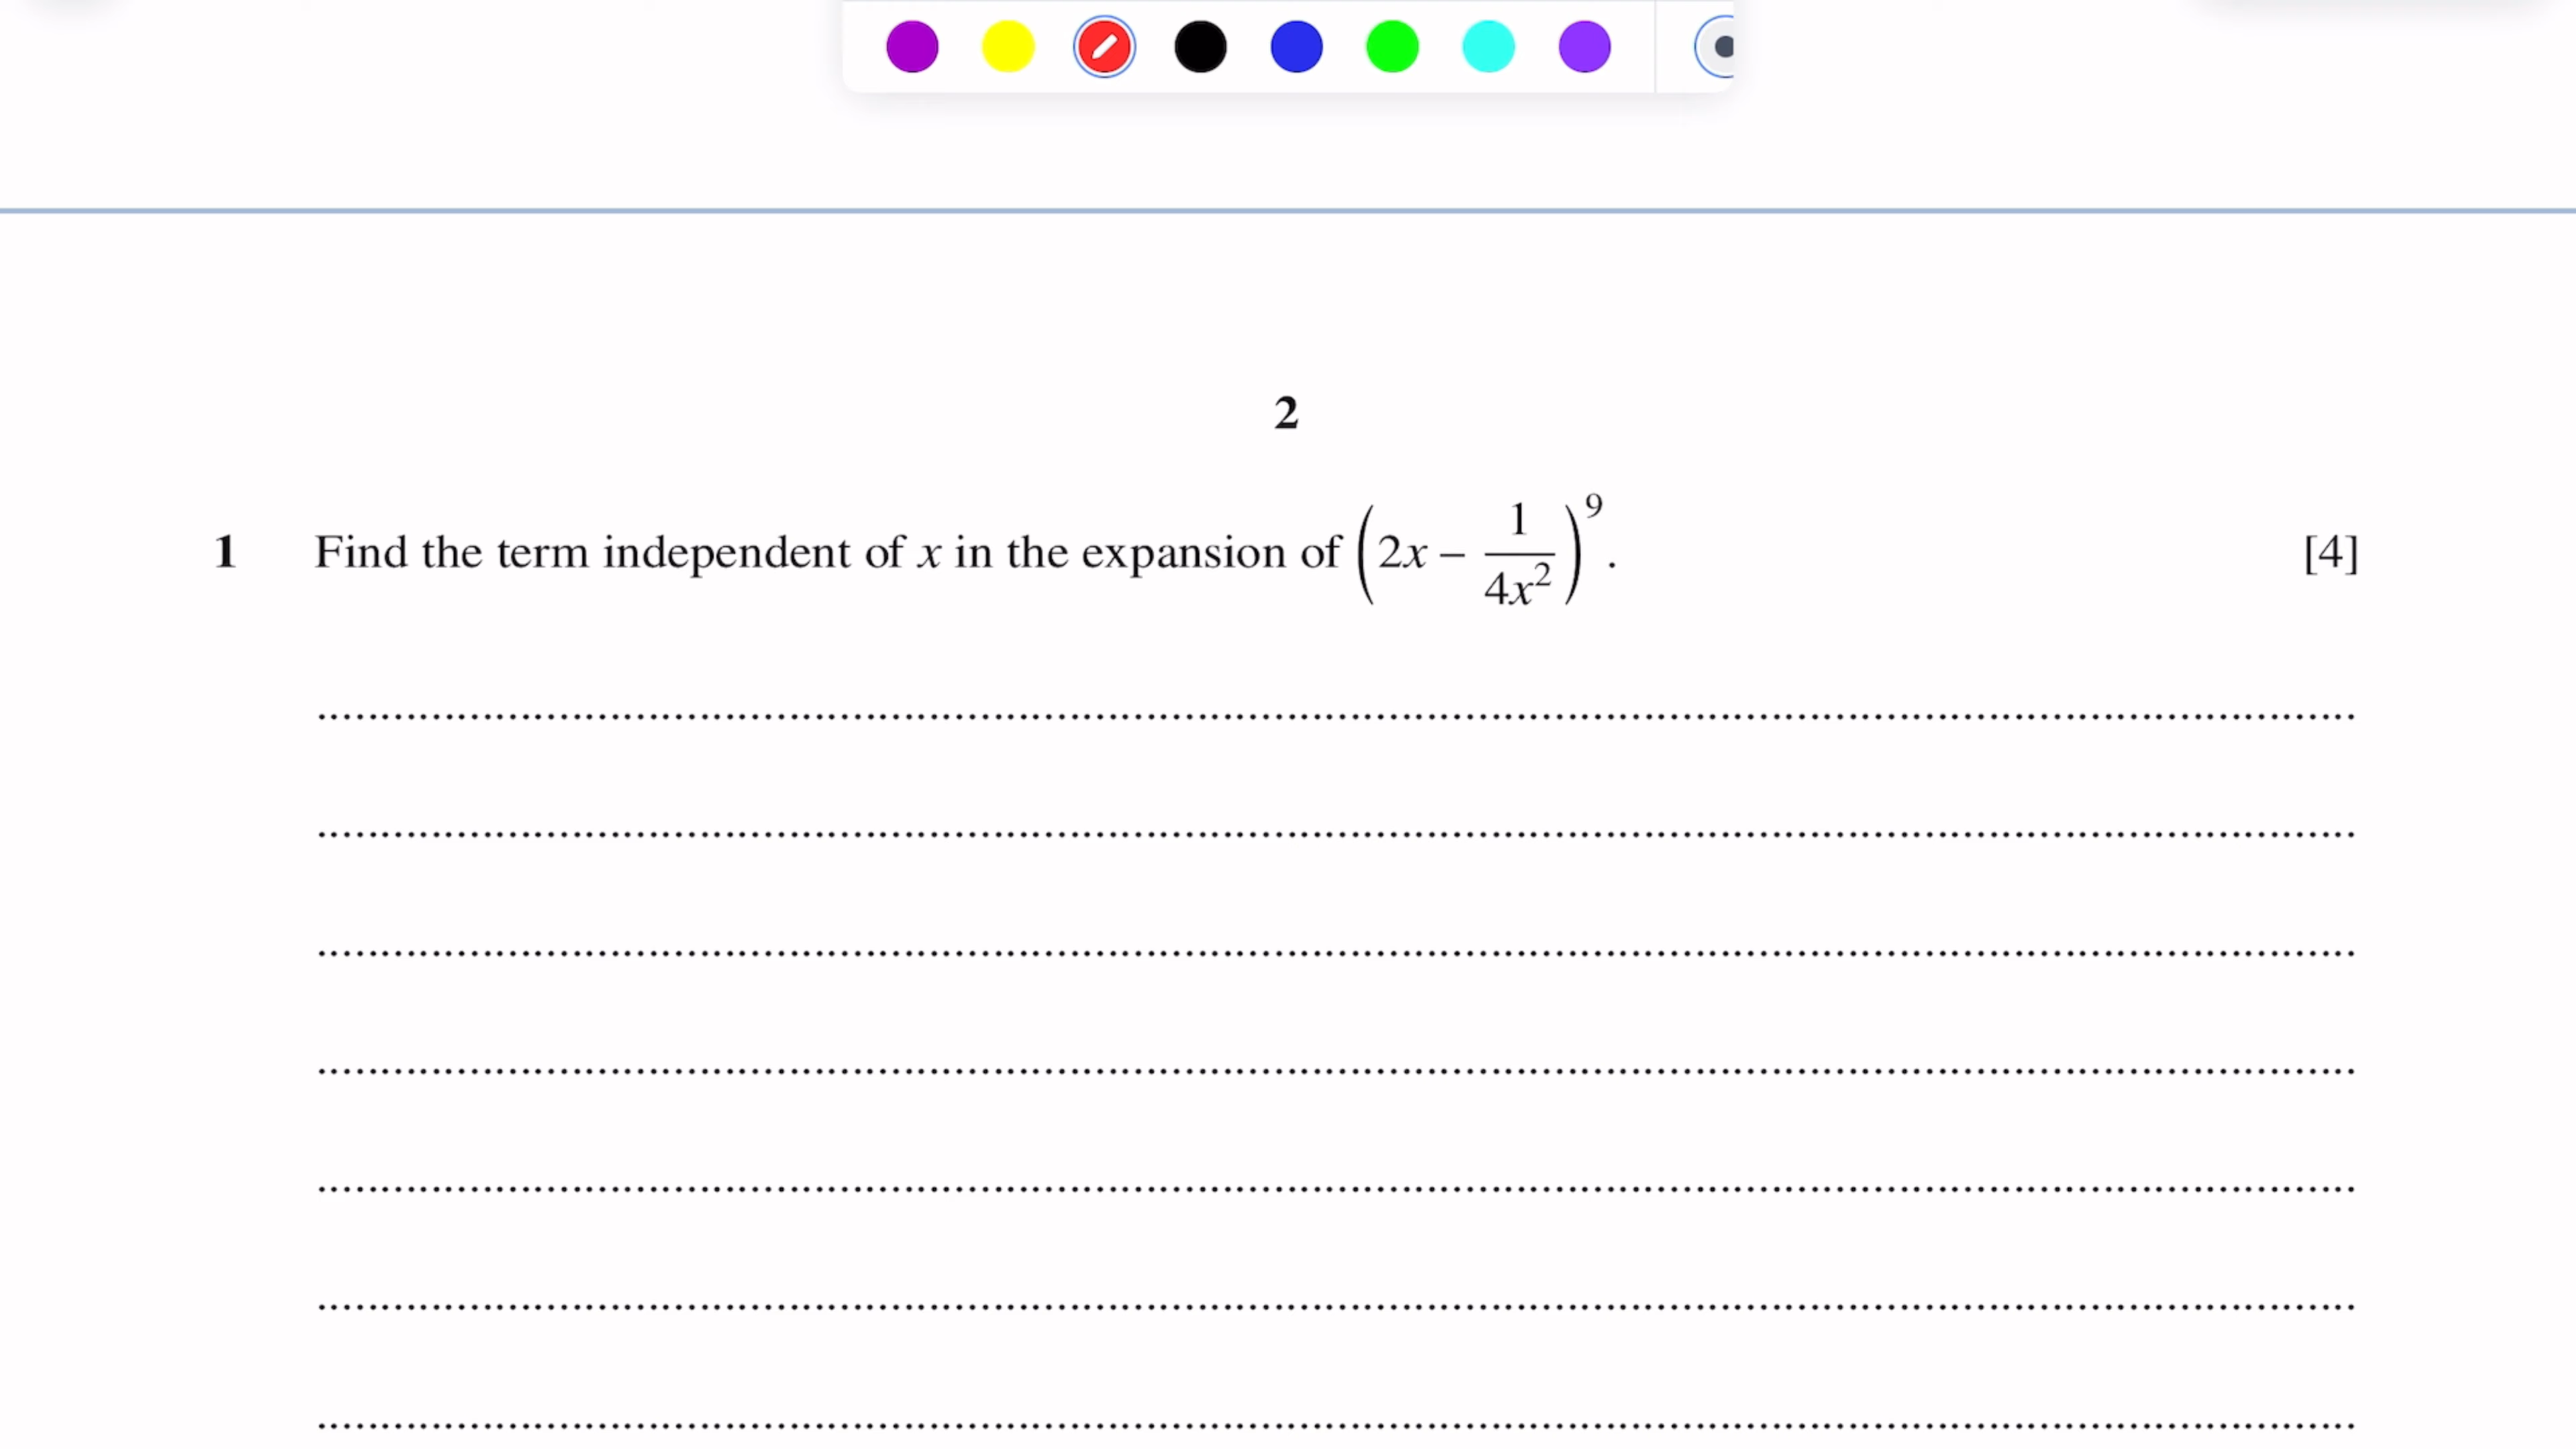 2
1 Find the term independent of x in the expansion of (2x − 1/(4x²))⁹. [4]